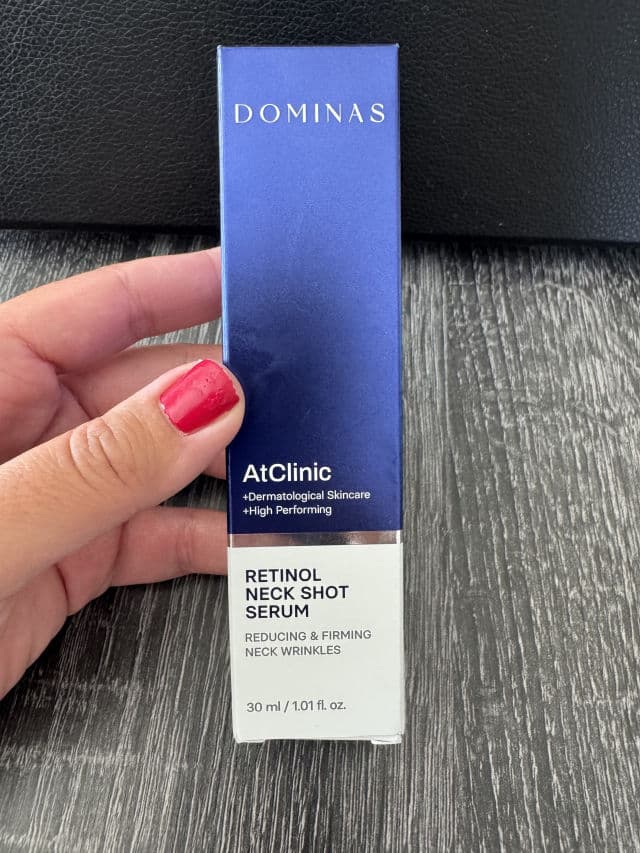 DOMINAS
AtClinic
+Dermatological Skincare
+High Performing
RETINOL
NECK SHOT
SERUM
REDUCING & FIRMING
NECK WRINKLES
30 ml / 1.01 fl. oz.